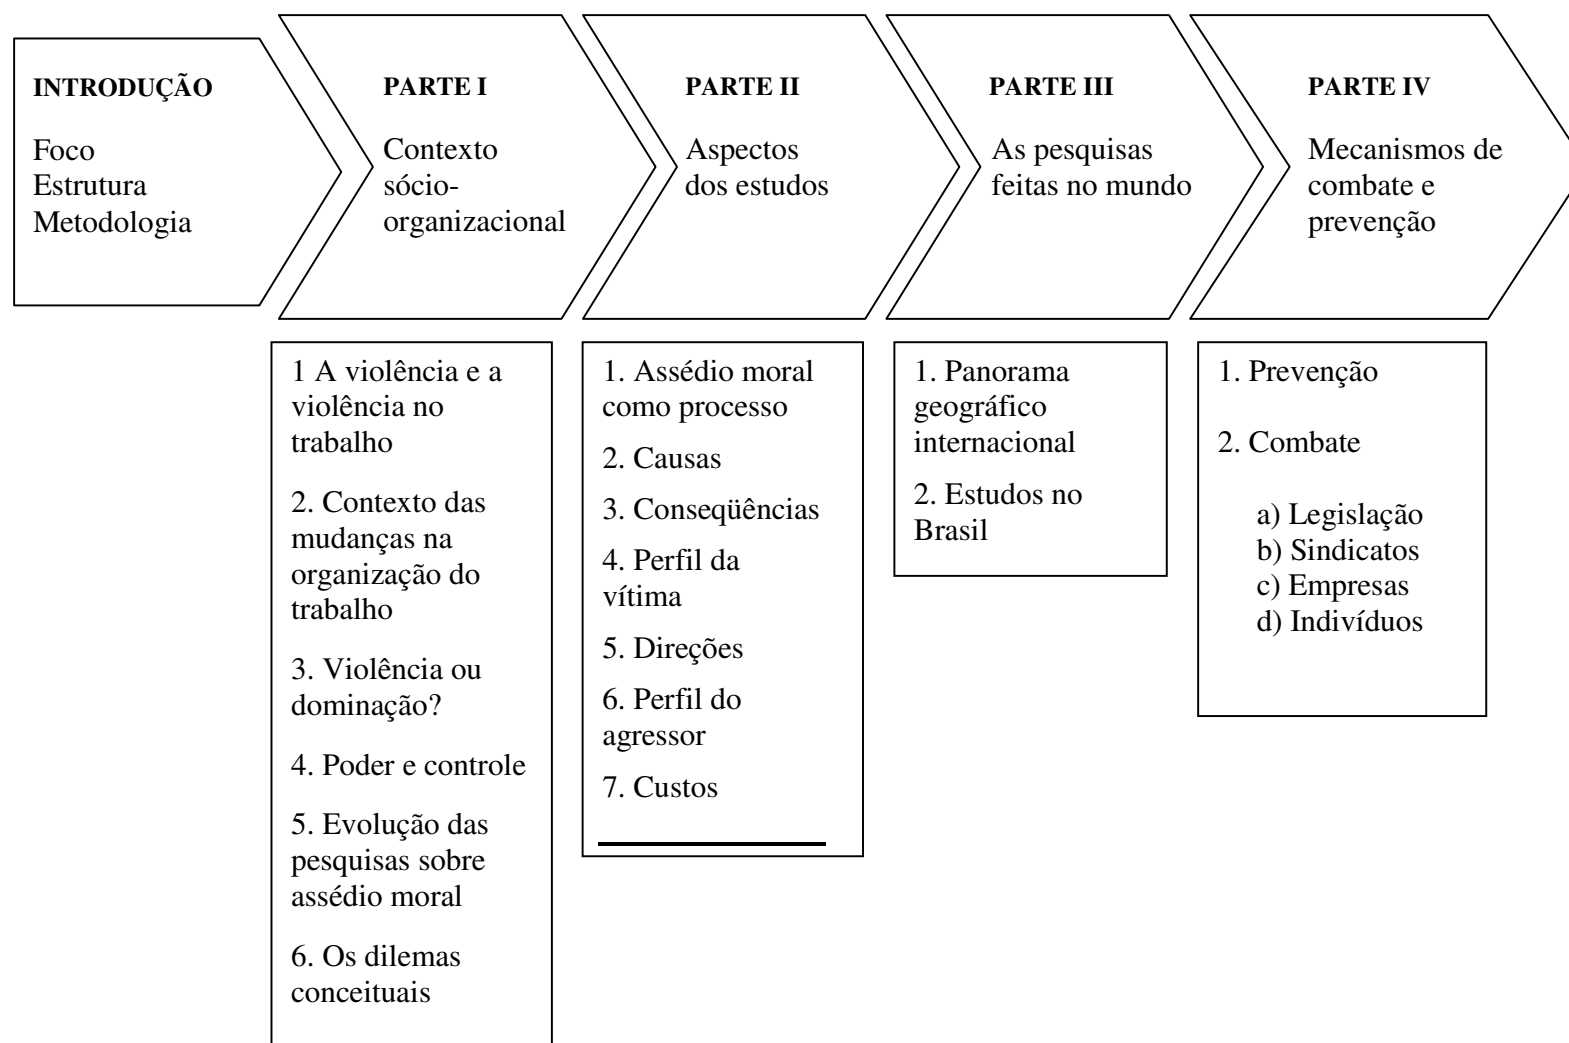 INTRODUÇÃO
Foco
Estrutura
Metodologia
PARTE I
Contexto
sócio-
organizacional
PARTE II
Aspectos
dos estudos
PARTE III
As pesquisas
feitas no mundo
PARTE IV
Mecanismos de
combate e
prevenção
1 A violência e a
violência no
trabalho
2. Contexto das
mudanças na
organização do
trabalho
3. Violência ou
dominação?
4. Poder e controle
5. Evolução das
pesquisas sobre
assédio moral
6. Os dilemas
conceituais
1. Assédio moral
como processo
2. Causas
3. Conseqüências
4. Perfil da
vítima
5. Direções
6. Perfil do
agressor
7. Custos
1. Panorama
geográfico
internacional
2. Estudos no
Brasil
1. Prevenção
2. Combate
a) Legislação
b) Sindicatos
c) Empresas
d) Indivíduos